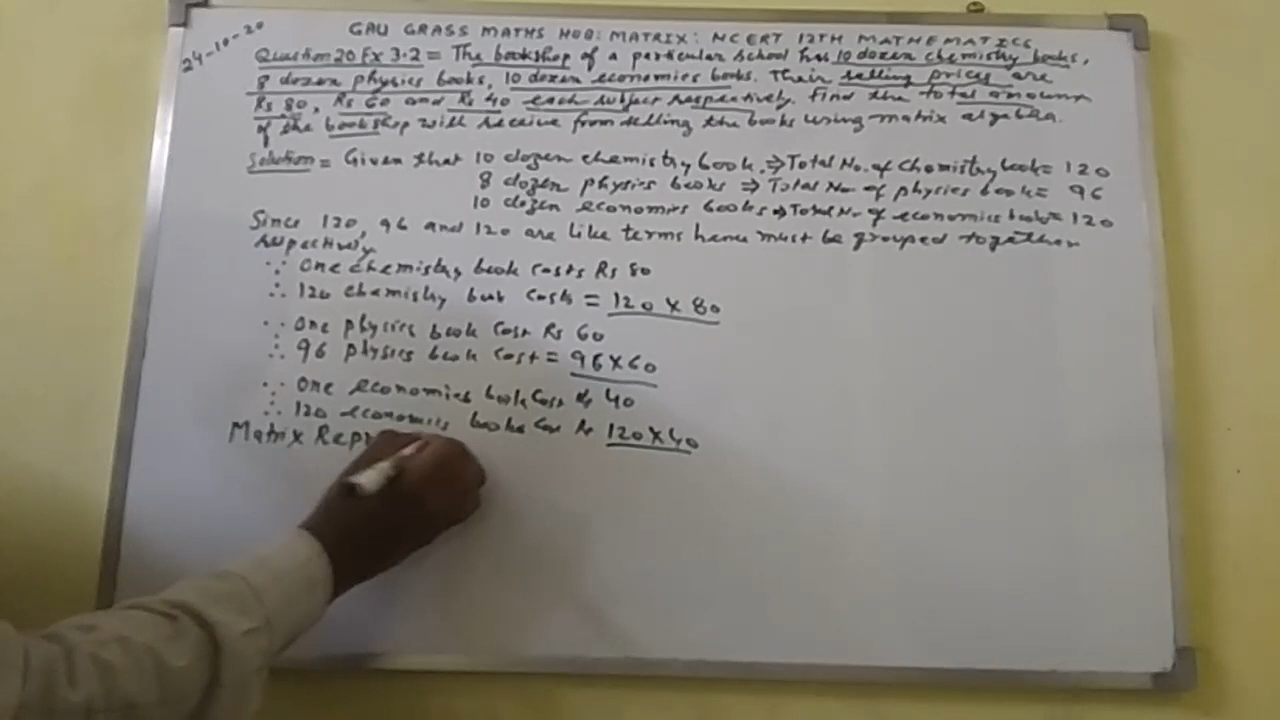 24-10-20
GAU GRASS MATHS HUB: MATRIX: NCERT 12TH MATHEMATICS
Question 20 Ex 3.2 = The bookshop of a particular school has 10 dozen chemistry books,
8 dozen physics books, 10 dozen economics books. Their selling prices are
Rs 80, Rs 60 and Rs 40 each subject respectively. Find the total amount
of the bookshop will receive from selling the books using matrix algebra.
Solution = Given that 10 dozen chemistry book. ⇒ Total No. of Chemistry book = 120
8 dozen physics books ⇒ Total No of physics book = 96
10 dozen economics books ⇒ Total No of economics book = 120
Since 120, 96 and 120 are like terms hence must be grouped together
respectively
∵ One chemistry book costs Rs 80
∴ 120 chemistry book costs = 120 × 80
∵ One physics book cost Rs 60
∴ 96 physics book cost = 96×60
∵ One economics book cost Rs 40
∴ 120 economics books cost Rs 120×40
Matrix Rep